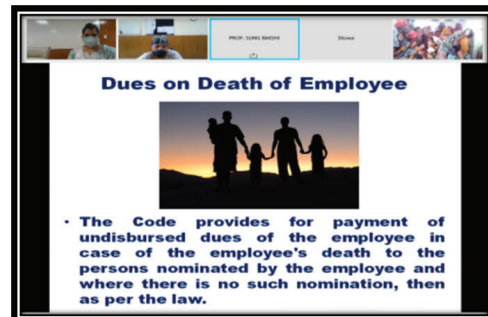 PROF. SUNIL BAKSHI
Dues on Death of Employee
• The Code provides for payment of
undisbursed dues of the employee in
case of the employee's death to the
persons nominated by the employee and
where there is no such nomination, then
as per the law.